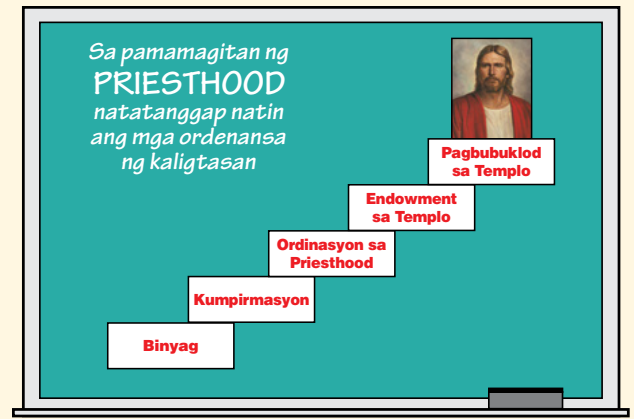 Sa pamamagitan ng
PRIESTHOOD
natatanggap natin
ang mga ordenansa
ng kaligtasan
Pagbubuklod
sa Templo
Endowment
sa Templo
Ordinasyon sa
Priesthood
Kumpirmasyon
Binyag